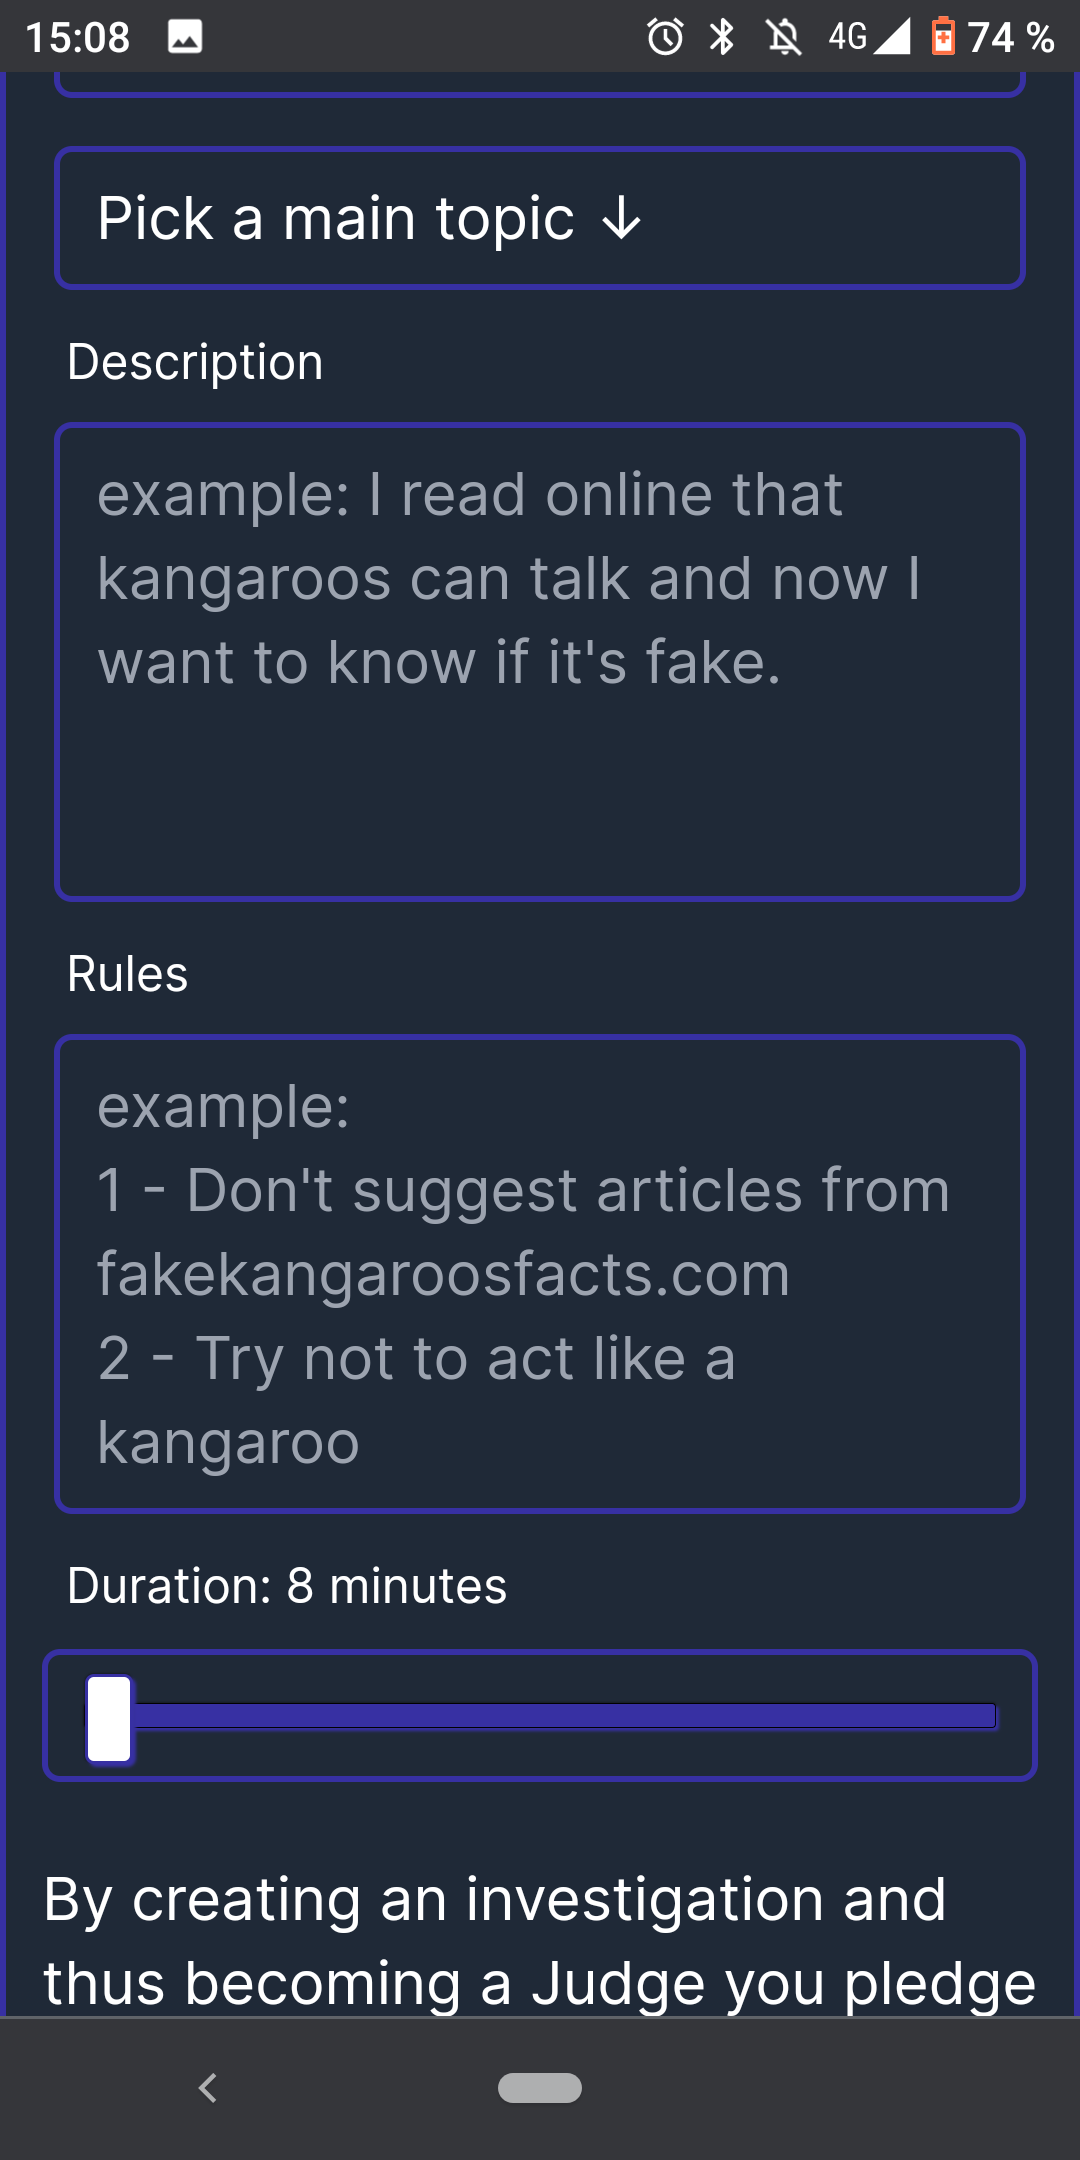 15:08 4G 74 %
Pick a main topic ↓
Description
example: I read online that
kangaroos can talk and now I
want to know if it's fake.
Rules
example:
1 - Don't suggest articles from
fakekangaroosfacts.com
2 - Try not to act like a
kangaroo
Duration: 8 minutes
By creating an investigation and
thus becoming a Judge you pledge